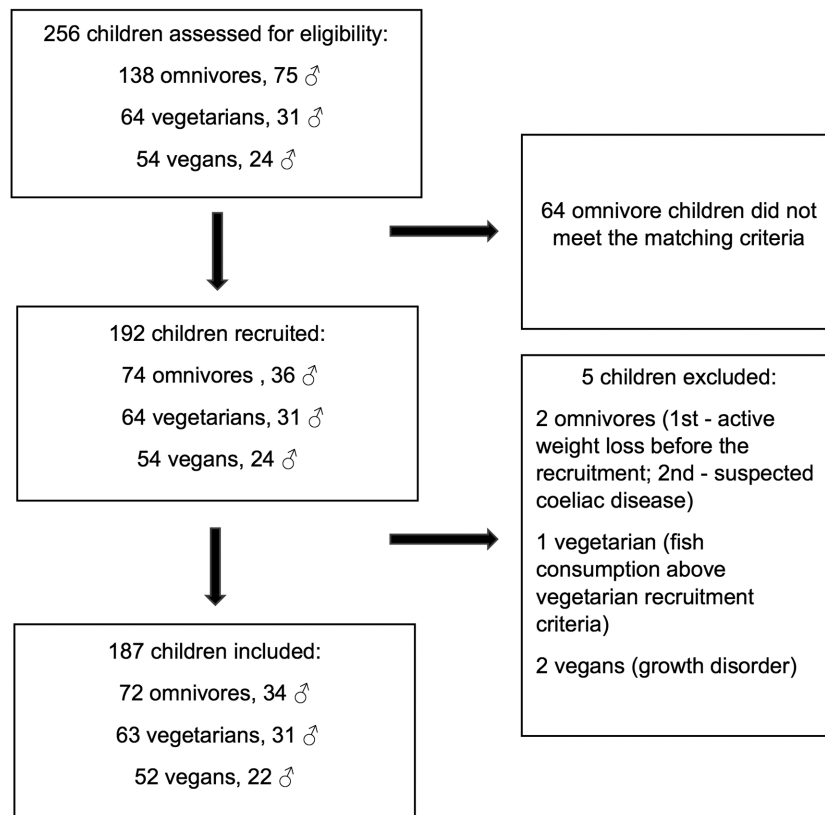 256 children assessed for eligibility:
138 omnivores, 75 ♂
64 vegetarians, 31 ♂
54 vegans, 24 ♂
64 omnivore children did not
meet the matching criteria
192 children recruited:
74 omnivores , 36 ♂
64 vegetarians, 31 ♂
54 vegans, 24 ♂
5 children excluded:
2 omnivores (1st - active
weight loss before the
recruitment; 2nd - suspected
coeliac disease)
1 vegetarian (fish
consumption above
vegetarian recruitment
criteria)
2 vegans (growth disorder)
187 children included:
72 omnivores, 34 ♂
63 vegetarians, 31 ♂
52 vegans, 22 ♂